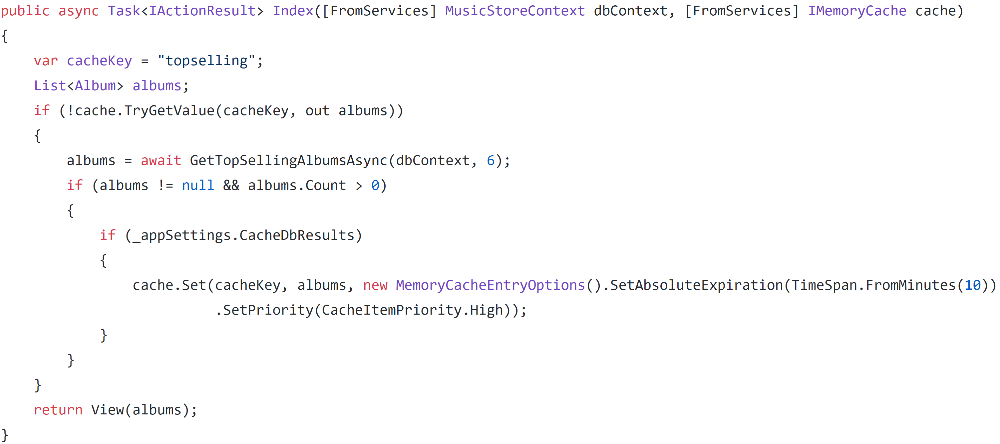 public async Task<IActionResult> Index([FromServices] MusicStoreContext dbContext, [FromServices] IMemoryCache cache)
{
    var cacheKey = "topselling";
    List<Album> albums;
    if (!cache.TryGetValue(cacheKey, out albums))
    {
        albums = await GetTopSellingAlbumsAsync(dbContext, 6);
        if (albums != null && albums.Count > 0)
        {
            if (_appSettings.CacheDbResults)
            {
                cache.Set(cacheKey, albums, new MemoryCacheEntryOptions().SetAbsoluteExpiration(TimeSpan.FromMinutes(10))
                          .SetPriority(CacheItemPriority.High));
            }
        }
    }
    return View(albums);
}